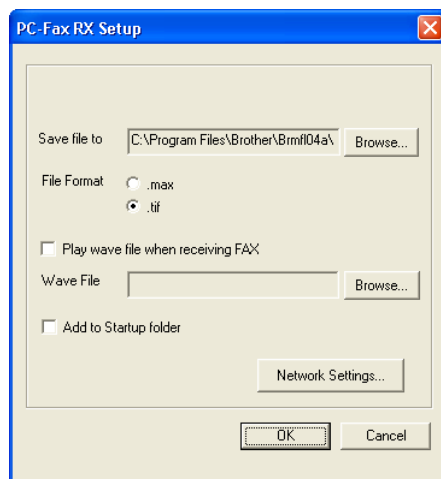 PC-Fax RX Setup
Save file to C:\Program Files\Brother\Brmfl04a\ Browse...
File Format .max
.tif
Play wave file when receiving FAX
Wave File Browse...
Add to Startup folder
Network Settings...
OK Cancel